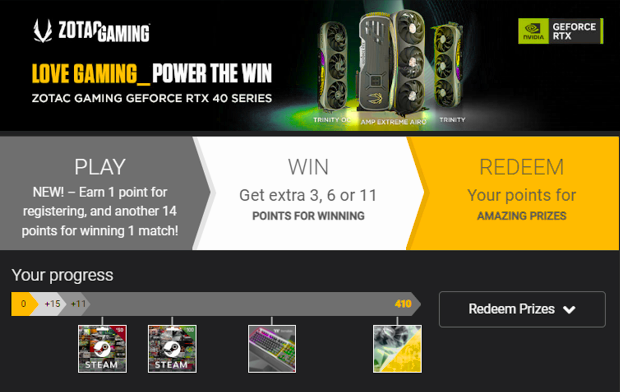 ZOTAC GAMING
NVIDIA
GEFORCE
RTX
LOVE GAMING_POWER THE WIN
ZOTAC GAMING GEFORCE RTX 40 SERIES
TRINITY OC
AMP EXTREME AIRO
TRINITY
PLAY
NEW! – Earn 1 point for
registering, and another 14
points for winning 1 match!
WIN
Get extra 3, 6 or 11
POINTS FOR WINNING
REDEEM
Your points for
AMAZING PRIZES
Your progress
0
+15
+11
410
Redeem Prizes
STEAM
STEAM